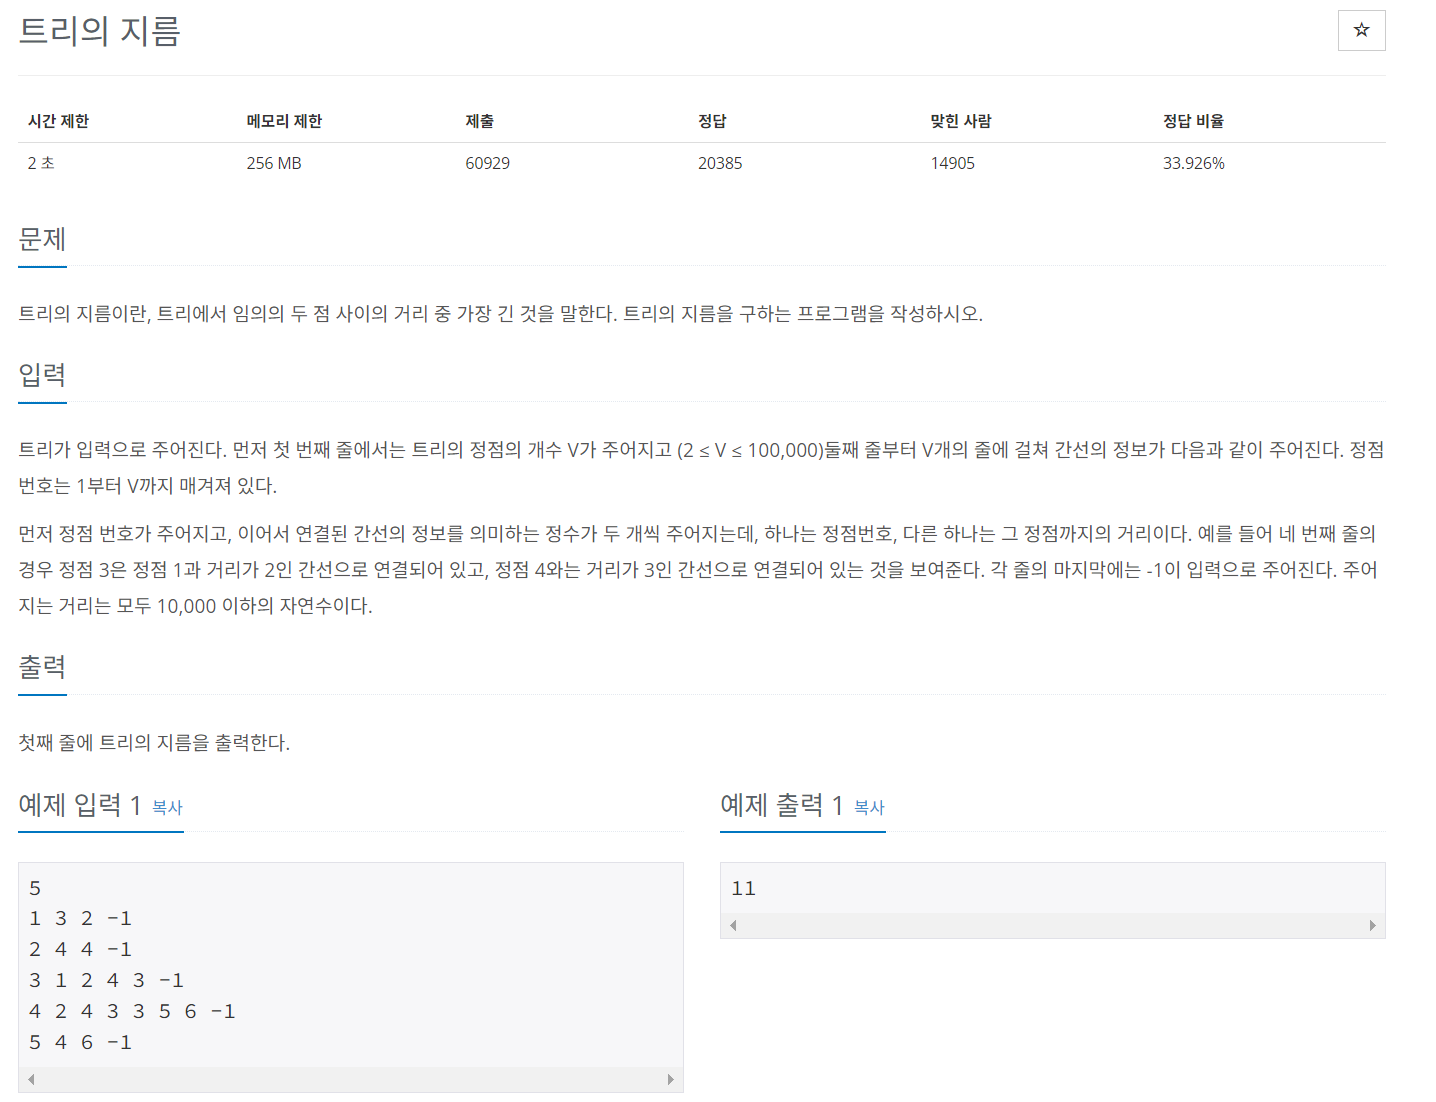 트리의 지름
☆
시간 제한 메모리 제한 제출 정답 맞힌 사람 정답 비율
2 초 256 MB 60929 20385 14905 33.926%
문제
트리의 지름이란, 트리에서 임의의 두 점 사이의 거리 중 가장 긴 것을 말한다. 트리의 지름을 구하는 프로그램을 작성하시오.
입력
트리가 입력으로 주어진다. 먼저 첫 번째 줄에서는 트리의 정점의 개수 V가 주어지고 (2 ≤ V ≤ 100,000)둘째 줄부터 V개의 줄에 걸쳐 간선의 정보가 다음과 같이 주어진다. 정점
번호는 1부터 V까지 매겨져 있다.
먼저 정점 번호가 주어지고, 이어서 연결된 간선의 정보를 의미하는 정수가 두 개씩 주어지는데, 하나는 정점번호, 다른 하나는 그 정점까지의 거리이다. 예를 들어 네 번째 줄의
경우 정점 3은 정점 1과 거리가 2인 간선으로 연결되어 있고, 정점 4와는 거리가 3인 간선으로 연결되어 있는 것을 보여준다. 각 줄의 마지막에는 -1이 입력으로 주어진다. 주어
지는 거리는 모두 10,000 이하의 자연수이다.
출력
첫째 줄에 트리의 지름을 출력한다.
예제 입력 1 복사
5
1 3 2 -1
2 4 4 -1
3 1 2 4 3 -1
4 2 4 3 3 5 6 -1
5 4 6 -1
예제 출력 1 복사
11